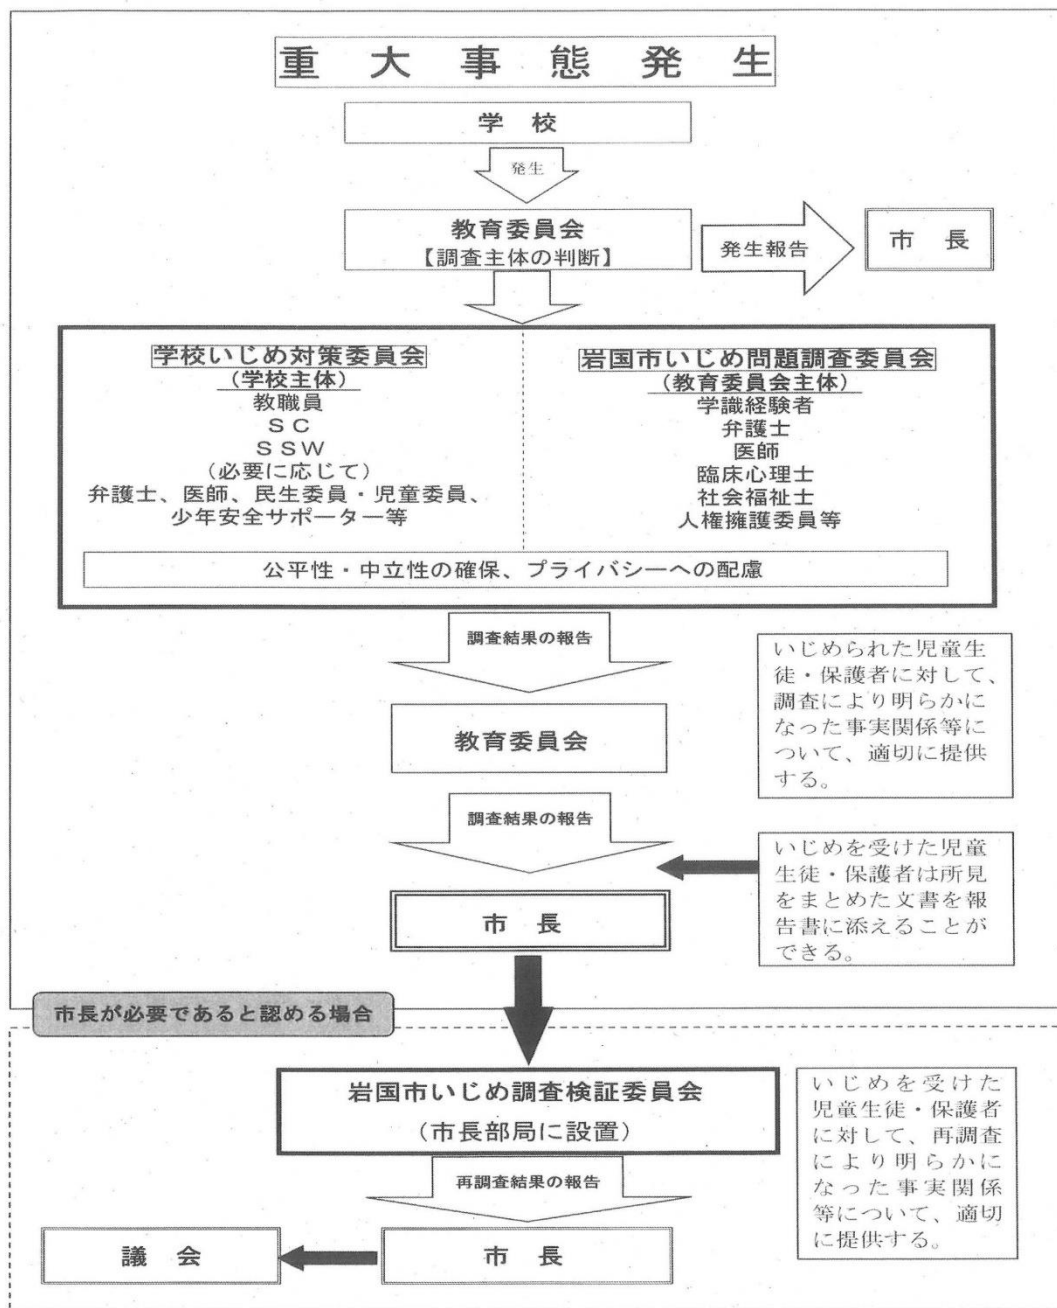 重大事態発生
学校
発生
教育委員会
【調査主体の判断】
発生報告
市長
学校いじめ対策委員会
(学校主体)
教職員
ＳＣ
ＳＳＷ
(必要に応じて)
弁護士、医師、民生委員・児童委員、
少年安全サポーター等
岩国市いじめ問題調査委員会
(教育委員会主体)
学識経験者
弁護士
医師
臨床心理士
社会福祉士
人権擁護委員等
公平性・中立性の確保、プライバシーへの配慮
調査結果の報告
いじめられた児童生
徒・保護者に対して、
調査により明らかに
なった事実関係等に
ついて、適切に提供
する。
教育委員会
調査結果の報告
いじめを受けた児童
生徒・保護者は所見
をまとめた文書を報
告書に添えることが
できる。
市長
市長が必要であると認める場合
岩国市いじめ調査検証委員会
(市長部局に設置)
いじめを受けた
児童生徒・保護者
に対して、再調査
により明らかに
なった事実関係
等について、適切
に提供する。
再調査結果の報告
議会
市長